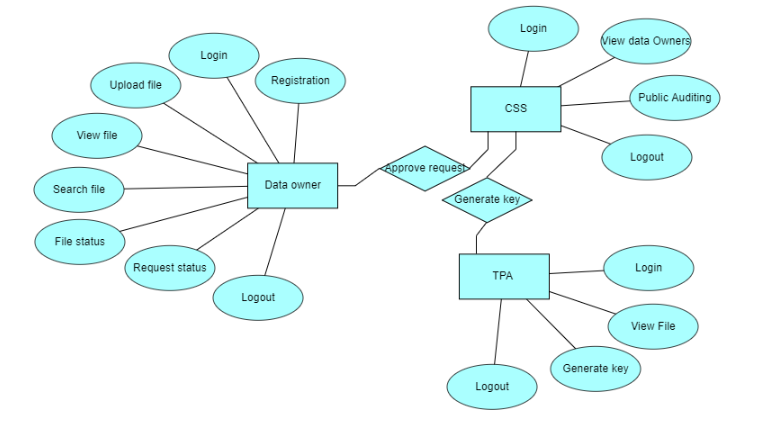 Login
Login
View data Owners
Upload file
Registration
Public Auditing
CSS
View file
Logout
Approve request
Search file
Data owner
Generate key
File status
Request status
Login
TPA
Logout
View File
Generate key
Logout